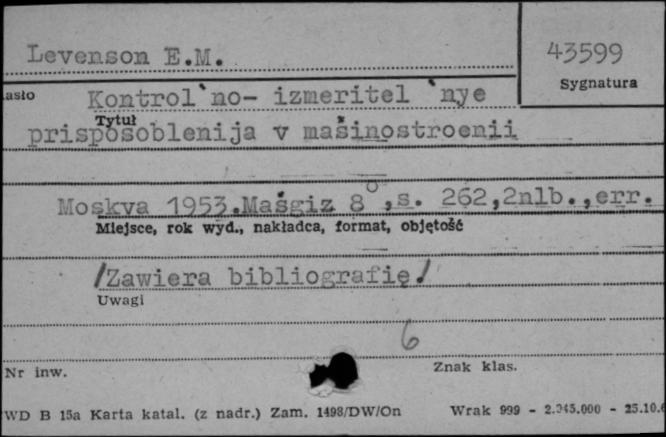 Levenson E.M.
43599
Sygnatura
asło
Kontrol`no- izmeritel `nye
Tytuł
prisposoblenija v mašinostroenii
Moskva 1953.Mašgiz 8°,s. 262,2nlb.,err.
Miejsce, rok wyd., nakładca, format, objętość
/Zawiera bibliografię/
Uwagi
6
Nr inw.
Znak klas.
WD B 15a Karta katal. (z nadr.) Zam. 1498/DW/On
Wrak 999 - 2.345.000 - 25.10.6